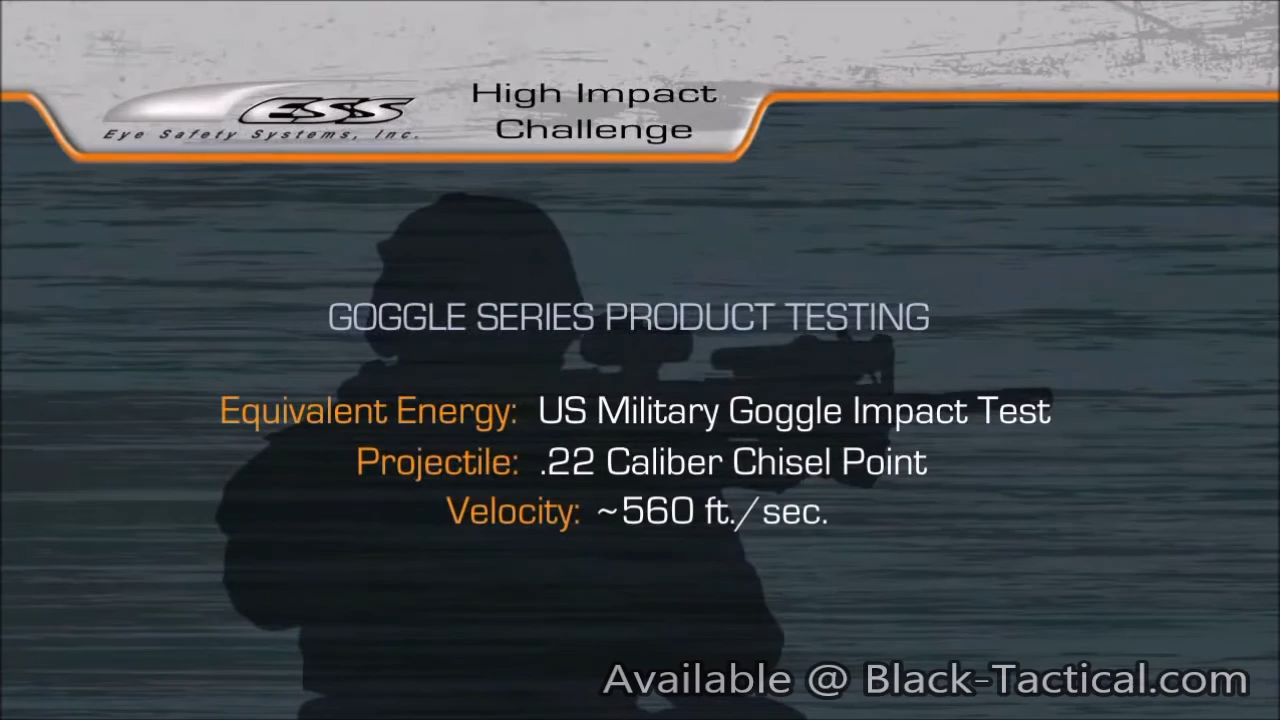 ESS
Eye Safety Systems, Inc.
High Impact
Challenge
GOGGLE SERIES PRODUCT TESTING
Equivalent Energy: US Military Goggle Impact Test
Projectile: .22 Caliber Chisel Point
Velocity: ~560 ft./sec.
Available @ Black-Tactical.com